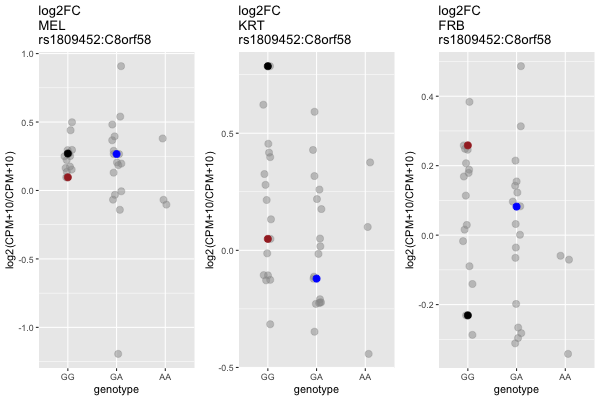 log2FC
MEL
rs1809452:C8orf58
log2(CPM+10/CPM+10)
1.0
0.5
0.0
-0.5
-1.0
GG
GA
AA
genotype
log2FC
KRT
rs1809452:C8orf58
log2(CPM+10/CPM+10)
0.5
0.0
-0.5
GG
GA
AA
genotype
log2FC
FRB
rs1809452:C8orf58
log2(CPM+10/CPM+10)
0.4
0.2
0.0
-0.2
GG
GA
AA
genotype